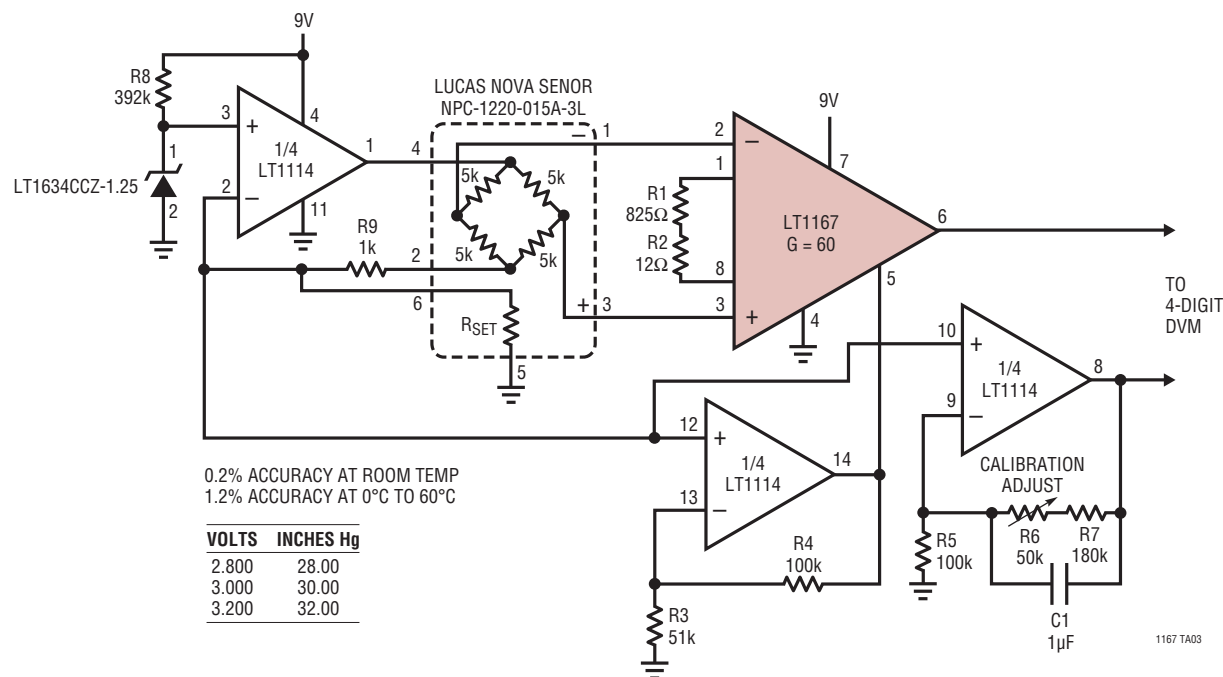 9V
R8
392k
3
+
4
1/4
LT1114
1
1
LT1634CCZ-1.25
2
2
–
11
LUCAS NOVA SENOR
NPC-1220-015A-3L
4
–
1
5k
5k
5k
5k
R9
1k
2
6
RSET
5
+
3
9V
2
–
7
1
R1
825Ω
R2
12Ω
8
3
+
LT1167
G = 60
6
5
4
TO
4-DIGIT
DVM
10
+
1/4
LT1114
8
9
–
12
+
1/4
LT1114
14
13
–
CALIBRATION
ADJUST
R5
100k
R6
50k
R7
180k
C1
1µF
R4
100k
R3
51k
0.2% ACCURACY AT ROOM TEMP
1.2% ACCURACY AT 0°C TO 60°C
VOLTS INCHES Hg
2.800 28.00
3.000 30.00
3.200 32.00
1167 TA03